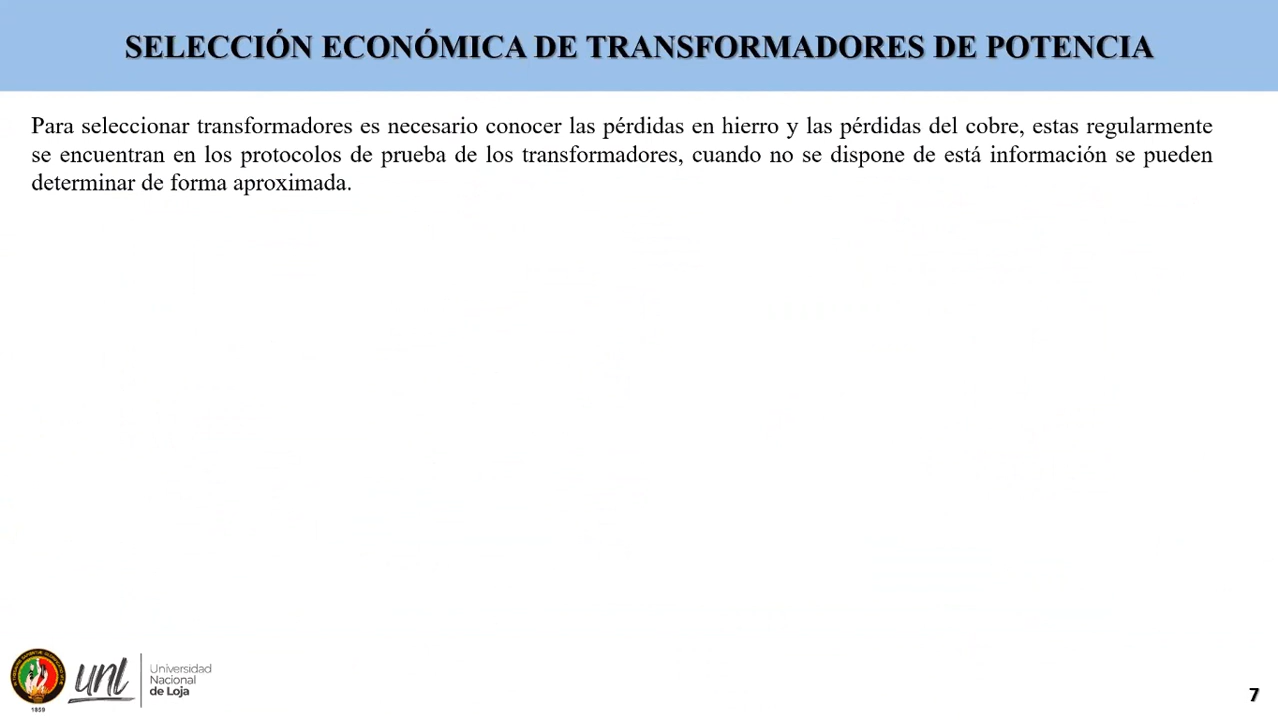 SELECCIÓN ECONÓMICA DE TRANSFORMADORES DE POTENCIA
Para seleccionar transformadores es necesario conocer las pérdidas en hierro y las pérdidas del cobre, estas regularmente
se encuentran en los protocolos de prueba de los transformadores, cuando no se dispone de está información se pueden
determinar de forma aproximada.
1859
unl
Universidad
Nacional
de Loja
7